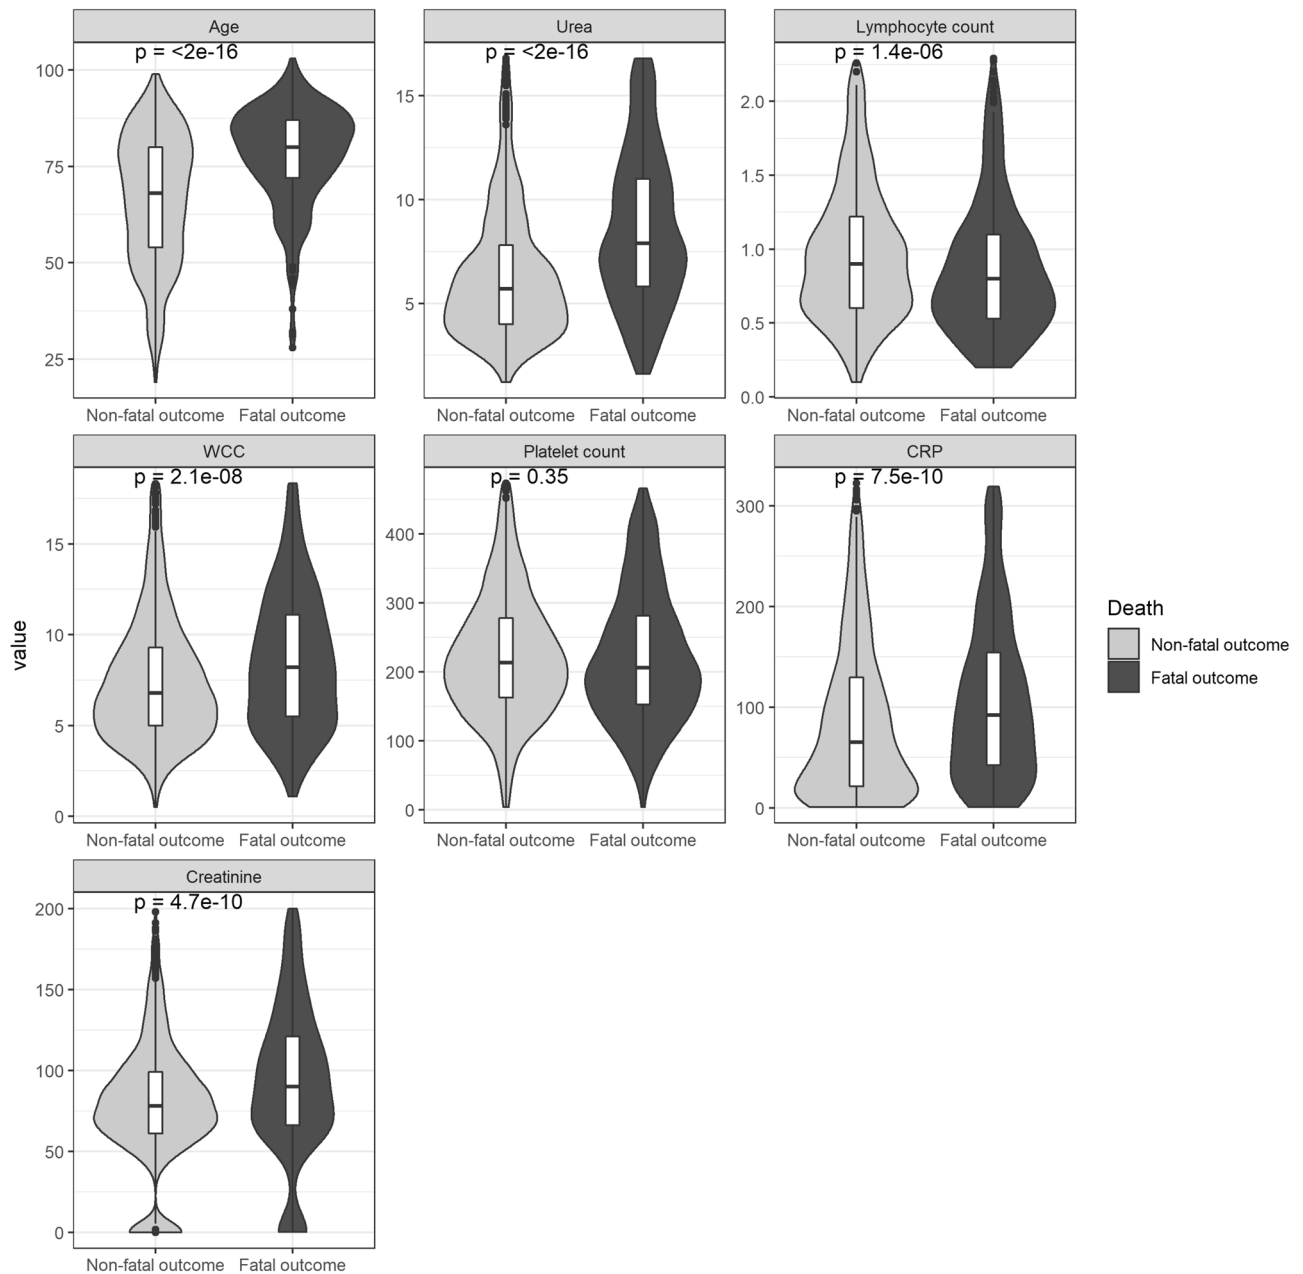 Age
p = <2e-16
100
75
50
25
Non-fatal outcome Fatal outcome
Urea
p = <2e-16
15
10
5
Non-fatal outcome Fatal outcome
Lymphocyte count
p = 1.4e-06
2.0
1.5
1.0
0.5
0.0
Non-fatal outcome Fatal outcome
value
WCC
p = 2.1e-08
15
10
5
0
Non-fatal outcome Fatal outcome
Platelet count
p = 0.35
400
300
200
100
0
Non-fatal outcome Fatal outcome
CRP
p = 7.5e-10
300
200
100
0
Non-fatal outcome Fatal outcome
Death
Non-fatal outcome
Fatal outcome
Creatinine
p = 4.7e-10
200
150
100
50
0
Non-fatal outcome Fatal outcome